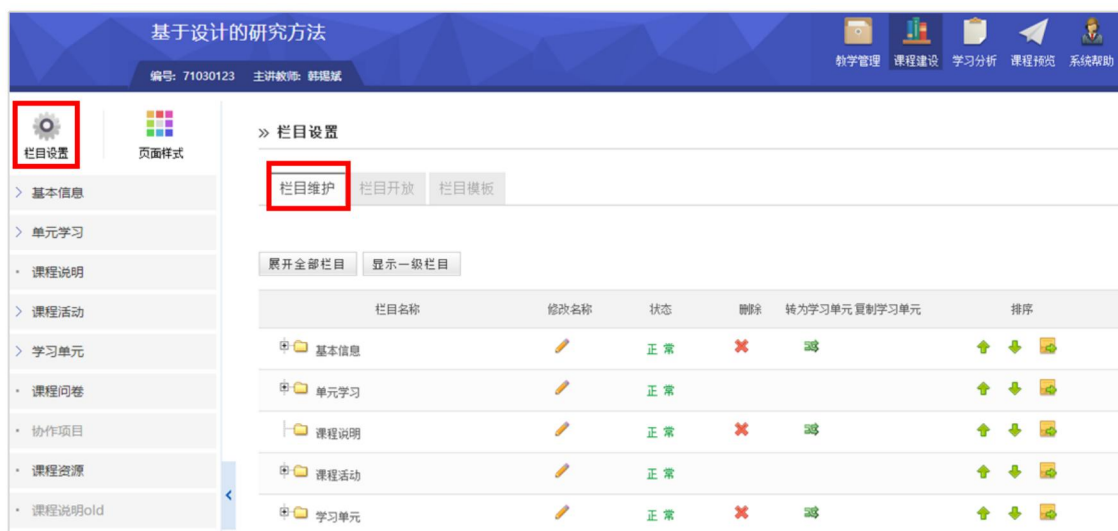 基于设计的研究方法
编号: 71030123 主讲教师: 韩锡斌
教学管理 课程建设 学习分析 课程预览 系统帮助
栏目设置 页面样式
基本信息
单元学习
课程说明
课程活动
学习单元
课程问卷
协作项目
课程资源
课程说明old
» 栏目设置
栏目维护 栏目开放 栏目模板
展开全部栏目 显示一级栏目
栏目名称 修改名称 状态 删除 转为学习单元 复制学习单元 排序
基本信息 正常
单元学习 正常
课程说明 正常
课程活动 正常
学习单元 正常